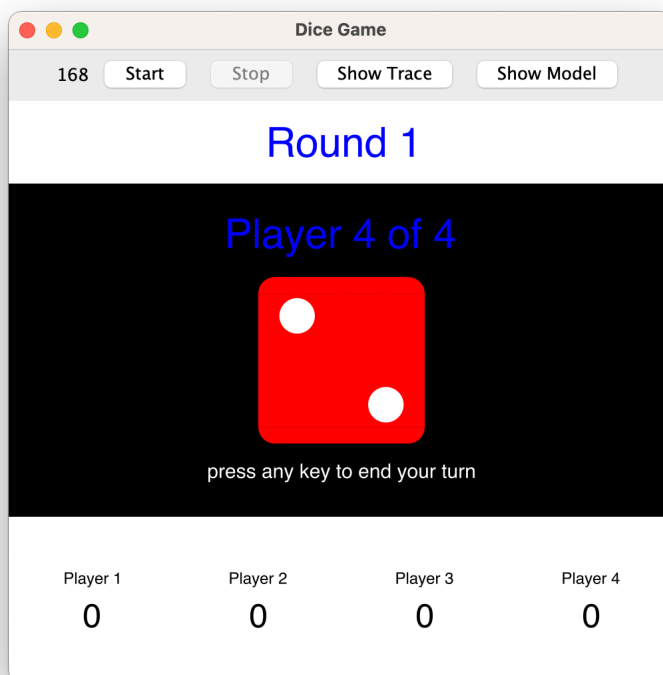 Dice Game
168 Start Stop Show Trace Show Model
Round 1
Player 4 of 4
press any key to end your turn
Player 1 Player 2 Player 3 Player 4
0 0 0 0